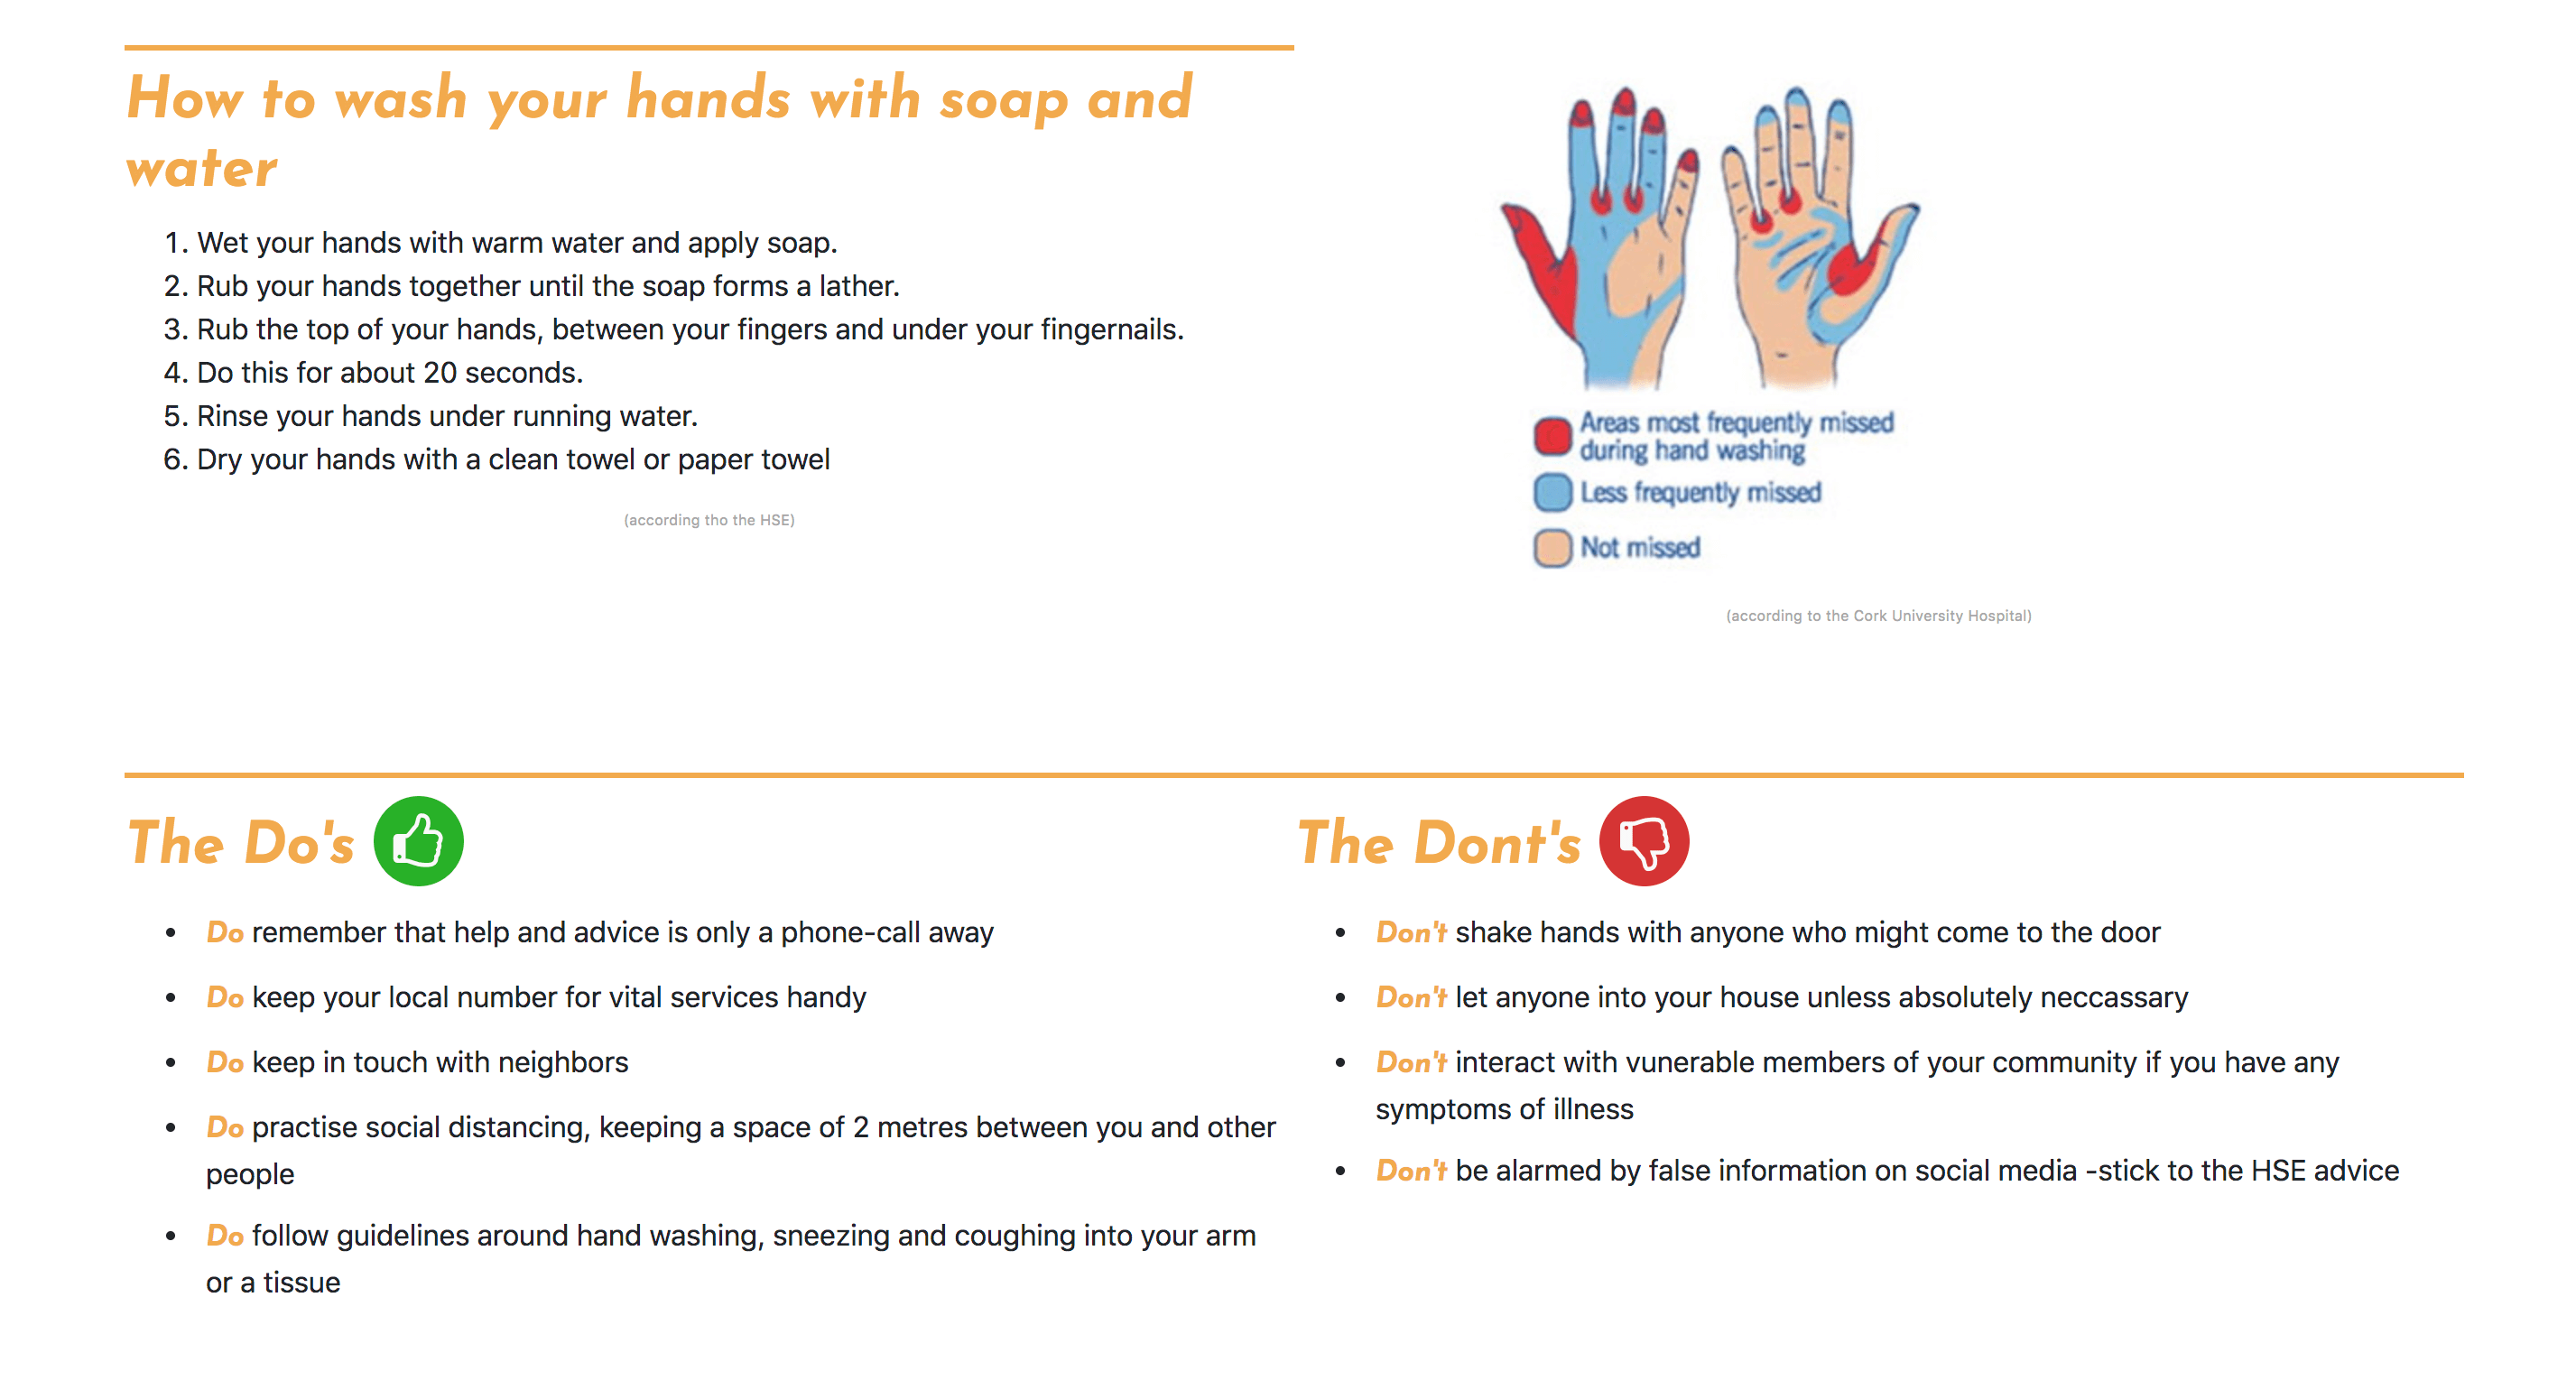 How to wash your hands with soap and
water
1. Wet your hands with warm water and apply soap.
2. Rub your hands together until the soap forms a lather.
3. Rub the top of your hands, between your fingers and under your fingernails.
4. Do this for about 20 seconds.
5. Rinse your hands under running water.
6. Dry your hands with a clean towel or paper towel
(according tho the HSE)
Areas most frequently missed
during hand washing
Less frequently missed
Not missed
(according to the Cork University Hospital)
The Do's
• Do remember that help and advice is only a phone-call away
• Do keep your local number for vital services handy
• Do keep in touch with neighbors
• Do practise social distancing, keeping a space of 2 metres between you and other
people
• Do follow guidelines around hand washing, sneezing and coughing into your arm
or a tissue
The Dont's
• Don't shake hands with anyone who might come to the door
• Don't let anyone into your house unless absolutely neccassary
• Don't interact with vunerable members of your community if you have any
symptoms of illness
• Don't be alarmed by false information on social media -stick to the HSE advice